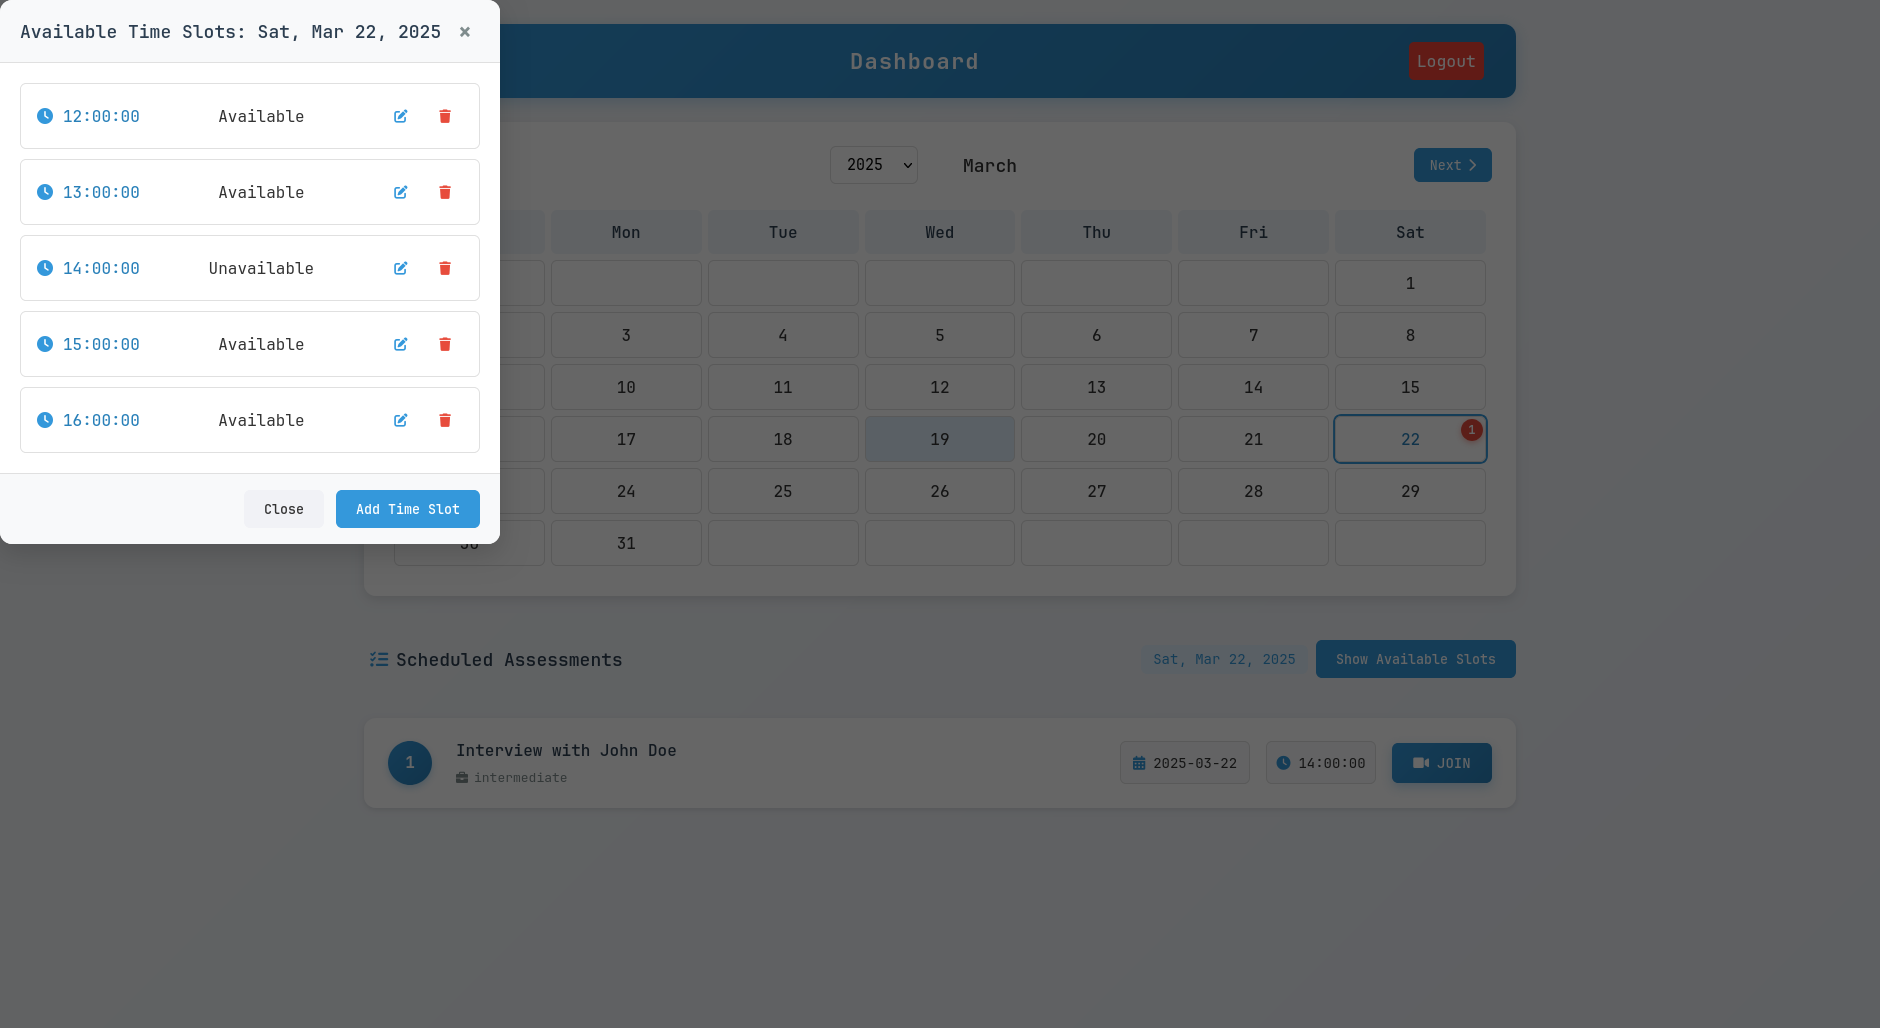 Available Time Slots: Sat, Mar 22, 2025 ×
12:00:00 Available
13:00:00 Available
14:00:00 Unavailable
15:00:00 Available
16:00:00 Available
Close Add Time Slot
Dashboard Logout
2025 March Next
Mon Tue Wed Thu Fri Sat
1
3 4 5 6 7 8
10 11 12 13 14 15
17 18 19 20 21 22 1
24 25 26 27 28 29
30 31
Scheduled Assessments Sat, Mar 22, 2025 Show Available Slots
1 Interview with John Doe 2025-03-22 14:00:00 JOIN
intermediate